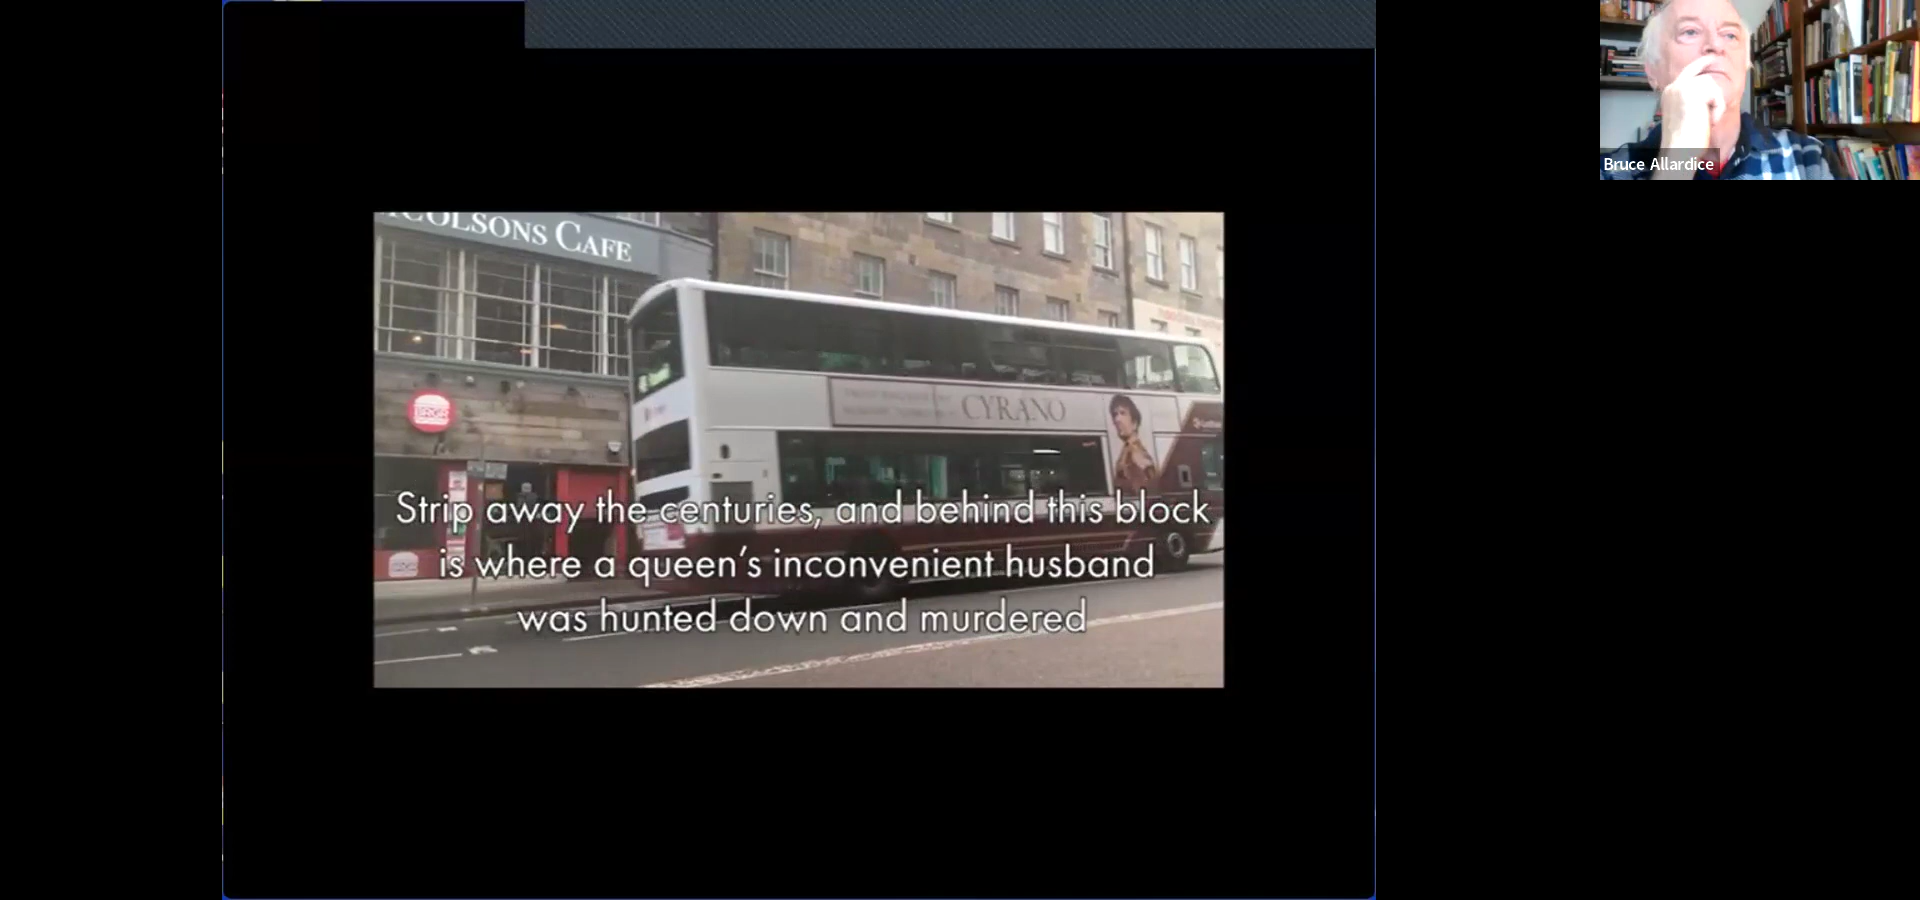 COLSONS CAFE
BRGR
CYRANO
Strip away the centuries, and behind this block
is where a queen's inconvenient husband
was hunted down and murdered
Bruce Allardice